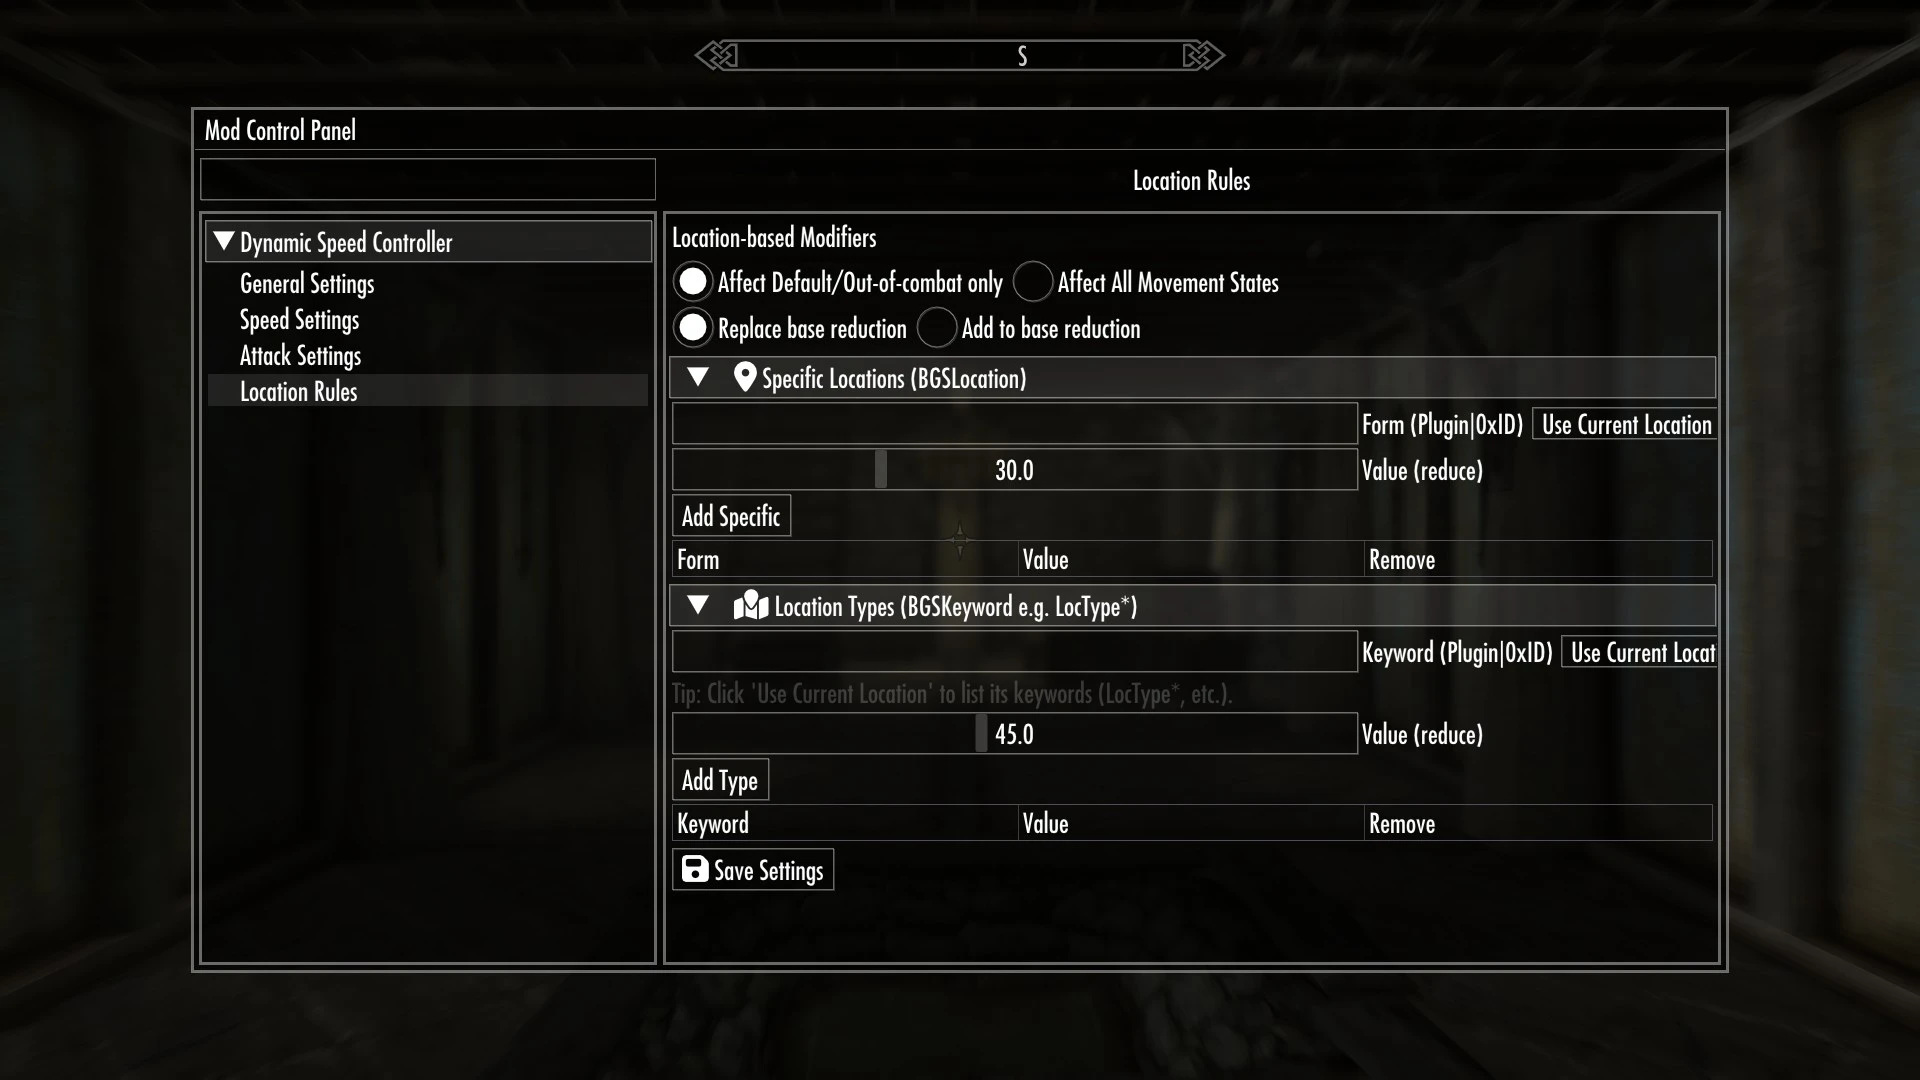 S
Mod Control Panel
Location Rules
Dynamic Speed Controller
General Settings
Speed Settings
Attack Settings
Location Rules
Location-based Modifiers
Affect Default/Out-of-combat only Affect All Movement States
Replace base reduction Add to base reduction
Specific Locations (BGSLocation)
Form (Plugin|0xID) Use Current Location
30.0 Value (reduce)
Add Specific
Form Value Remove
Location Types (BGSKeyword e.g. LocType*)
Keyword (Plugin|0xID) Use Current Locat
Tip: Click 'Use Current Location' to list its keywords (LocType*, etc.).
45.0 Value (reduce)
Add Type
Keyword Value Remove
Save Settings